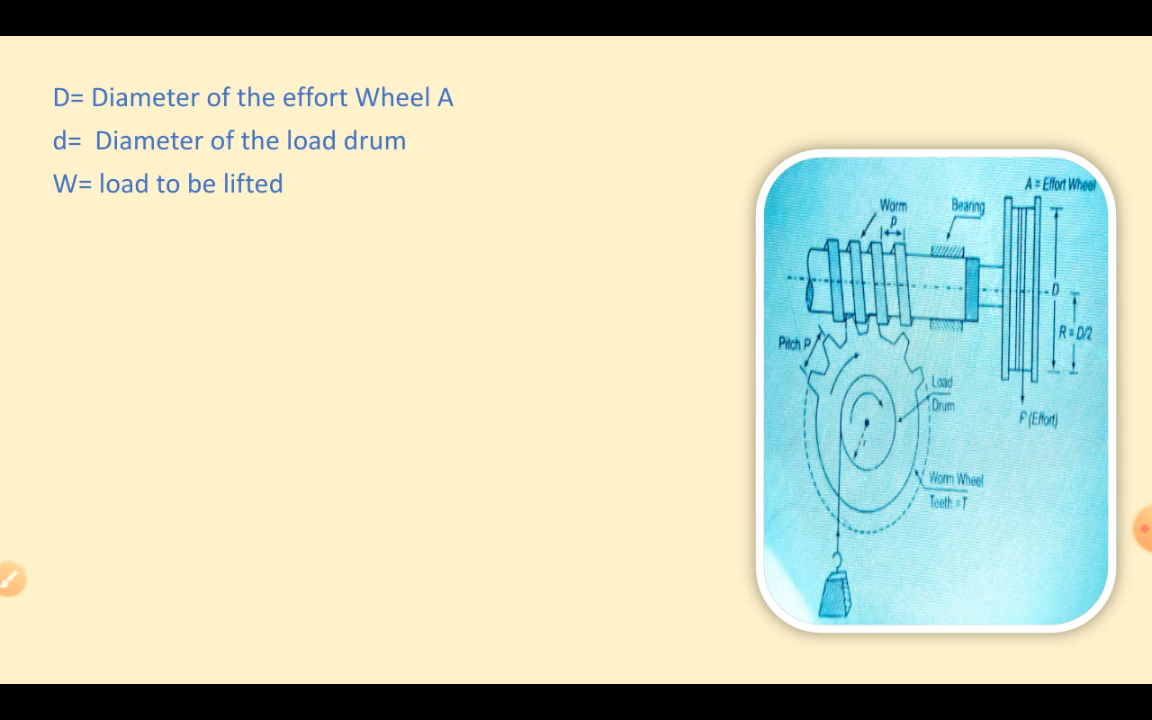 D= Diameter of the effort Wheel A
d= Diameter of the load drum
W= load to be lifted
A = Effort Wheel
Worm
Bearing
P
D
R = D/2
Pitch P
Load
Drum
P (Effort)
r
Worm Wheel
Teeth = T